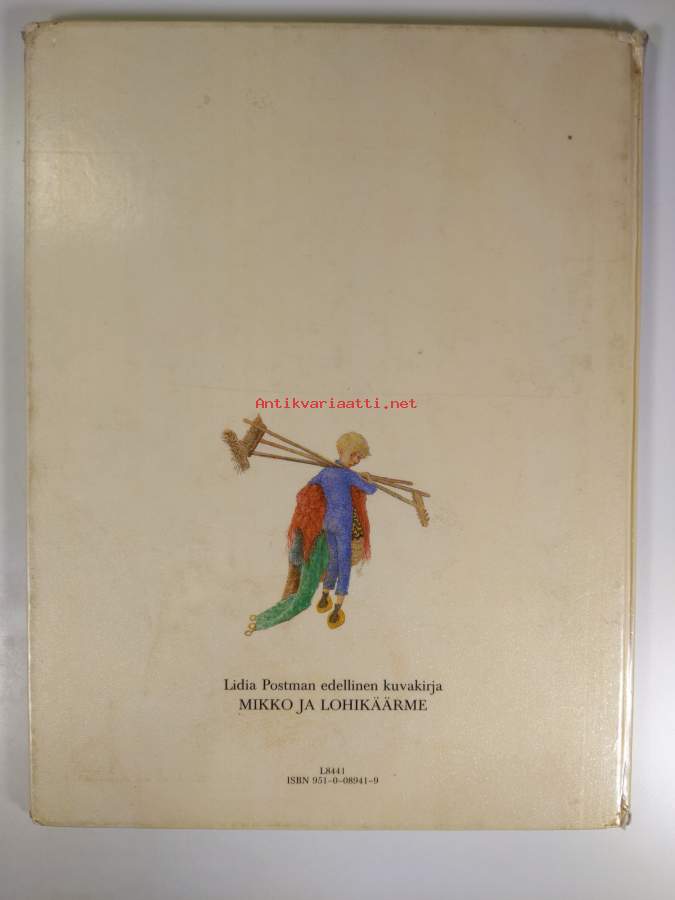 Antikvariaatti.net
Lidia Postman edellinen kuvakirja
MIKKO JA LOHIKÄÄRME
L8441
ISBN 951-0-08941-9